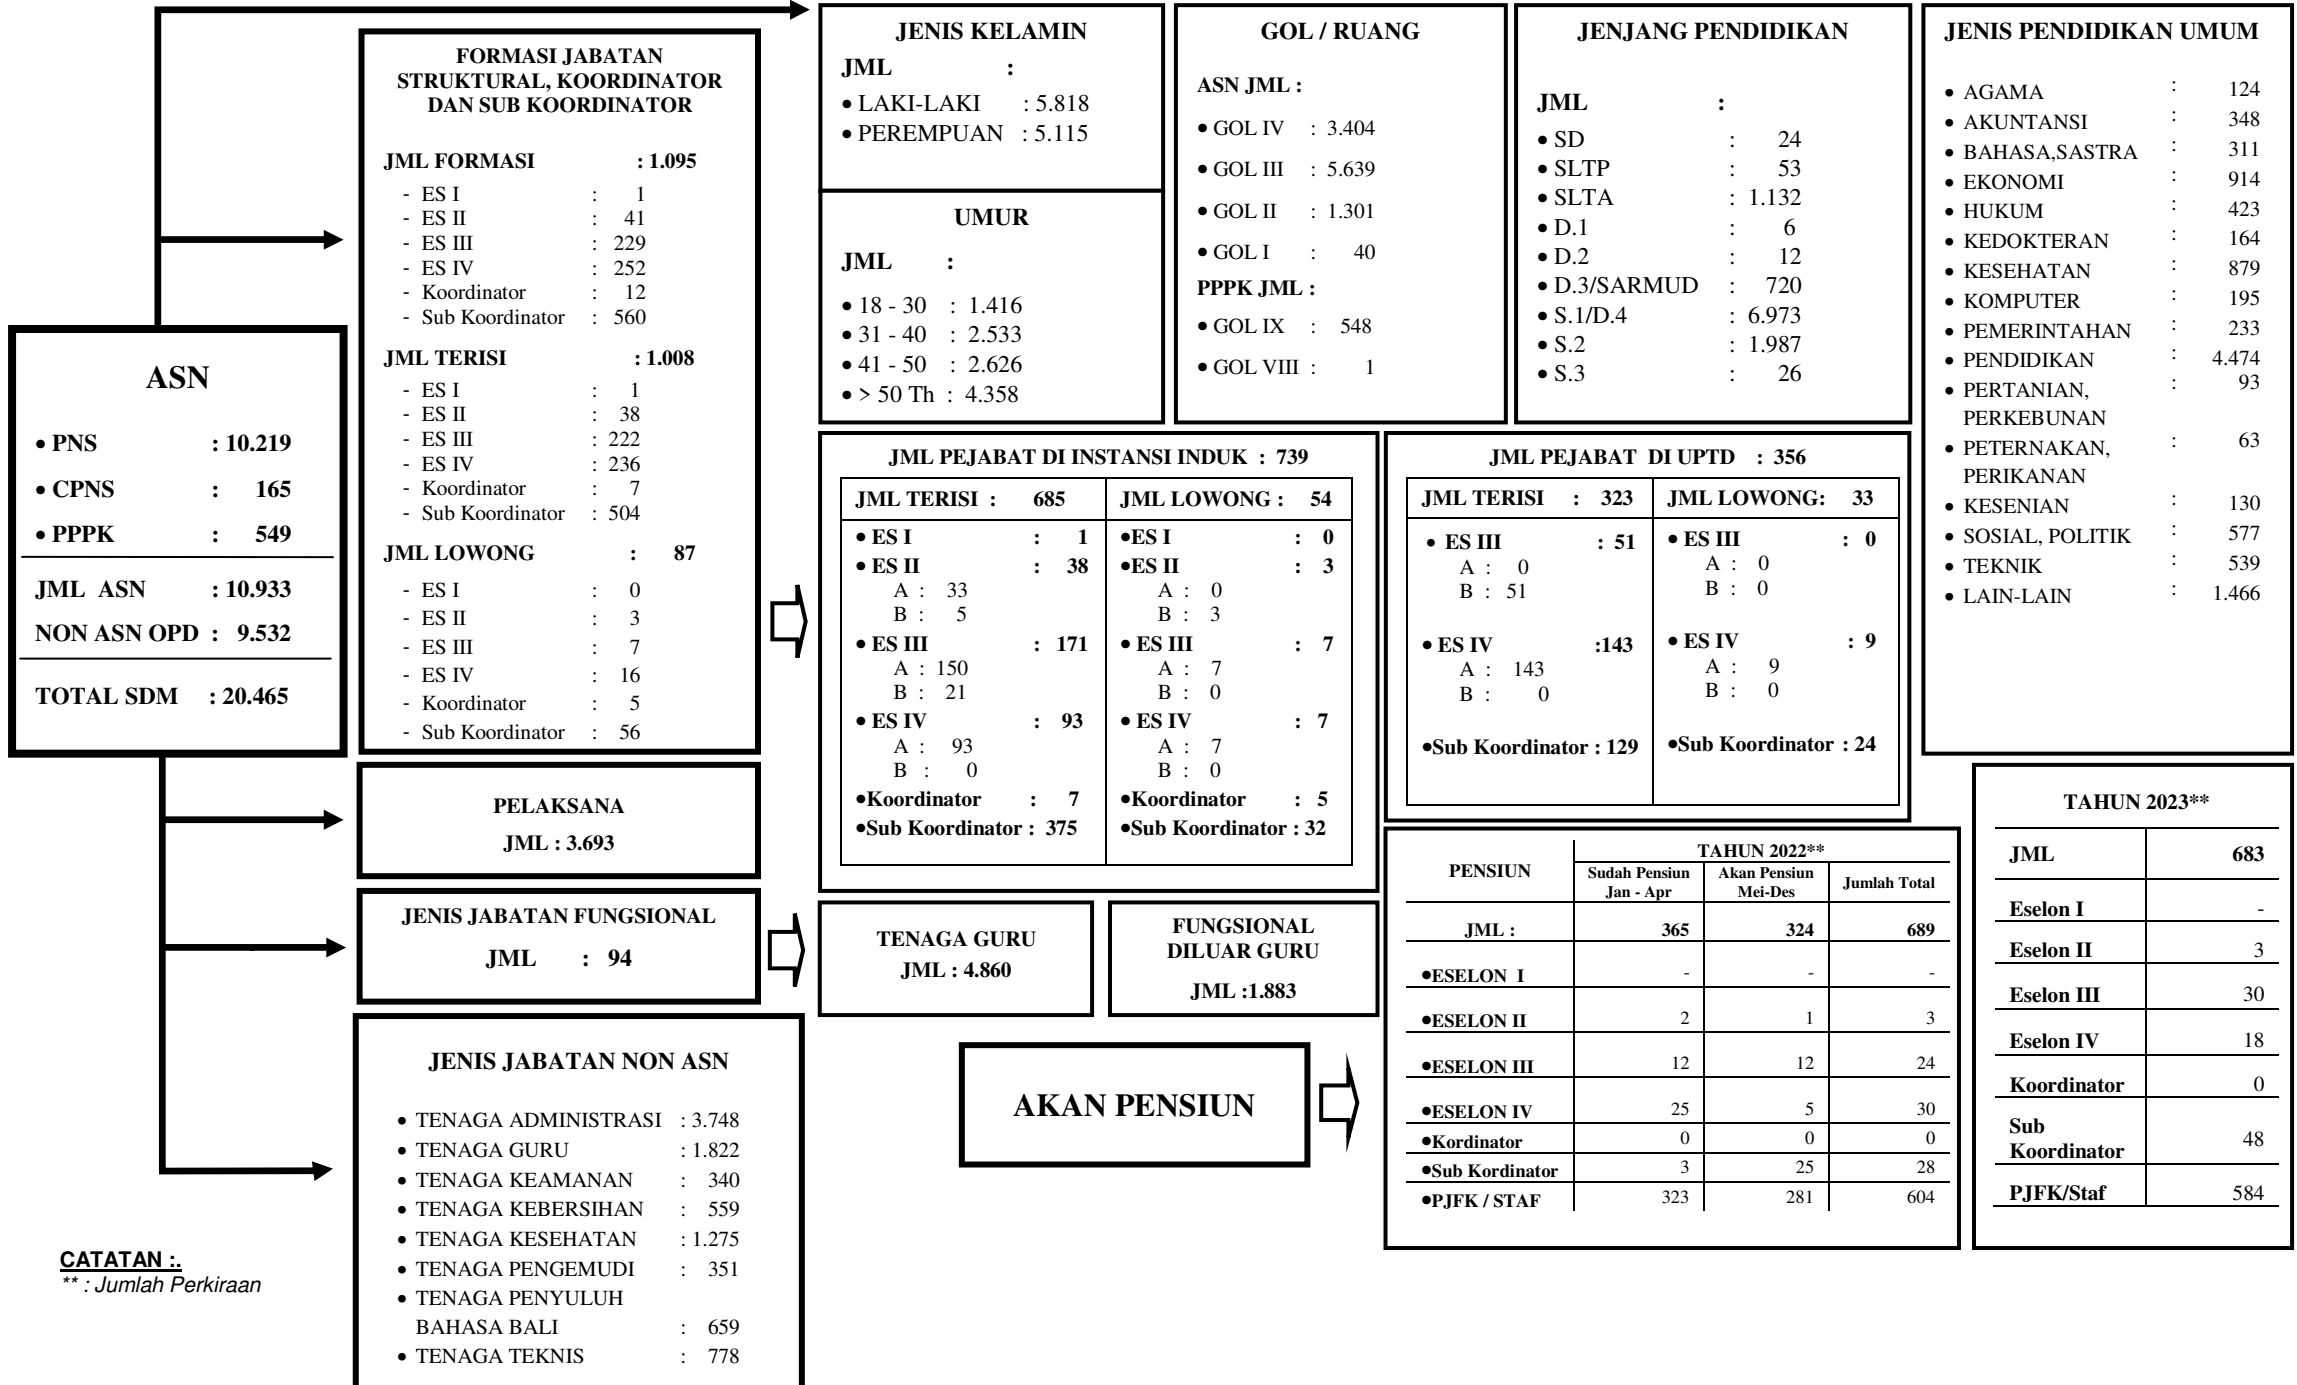 ASN
• PNS : 10.219
• CPNS : 165
• PPPK : 549
JML ASN : 10.933
NON ASN OPD : 9.532
TOTAL SDM : 20.465
FORMASI JABATAN
STRUKTURAL, KOORDINATOR
DAN SUB KOORDINATOR
JML FORMASI : 1.095
- ES I : 1
- ES II : 41
- ES III : 229
- ES IV : 252
- Koordinator : 12
- Sub Koordinator : 560
JML TERISI : 1.008
- ES I : 1
- ES II : 38
- ES III : 222
- ES IV : 236
- Koordinator : 7
- Sub Koordinator : 504
JML LOWONG : 87
- ES I : 0
- ES II : 3
- ES III : 7
- ES IV : 16
- Koordinator : 5
- Sub Koordinator : 56
PELAKSANA
JML : 3.693
JENIS JABATAN FUNGSIONAL
JML : 94
JENIS JABATAN NON ASN
• TENAGA ADMINISTRASI : 3.748
• TENAGA GURU : 1.822
• TENAGA KEAMANAN : 340
• TENAGA KEBERSIHAN : 559
• TENAGA KESEHATAN : 1.275
• TENAGA PENGEMUDI : 351
• TENAGA PENYULUH
BAHASA BALI : 659
• TENAGA TEKNIS : 778
JENIS KELAMIN
JML :
• LAKI-LAKI : 5.818
• PEREMPUAN : 5.115
UMUR
JML :
• 18 - 30 : 1.416
• 31 - 40 : 2.533
• 41 - 50 : 2.626
• > 50 Th : 4.358
GOL / RUANG
ASN JML :
• GOL IV : 3.404
• GOL III : 5.639
• GOL II : 1.301
• GOL I : 40
PPPK JML :
• GOL IX : 548
• GOL VIII : 1
JENJANG PENDIDIKAN
JML :
• SD : 24
• SLTP : 53
• SLTA : 1.132
• D.1 : 6
• D.2 : 12
• D.3/SARMUD : 720
• S.1/D.4 : 6.973
• S.2 : 1.987
• S.3 : 26
JENIS PENDIDIKAN UMUM
• AGAMA : 124
• AKUNTANSI : 348
• BAHASA,SASTRA : 311
• EKONOMI : 914
• HUKUM : 423
• KEDOKTERAN : 164
• KESEHATAN : 879
• KOMPUTER : 195
• PEMERINTAHAN : 233
• PENDIDIKAN : 4.474
• PERTANIAN, : 93
PERKEBUNAN
• PETERNAKAN, : 63
PERIKANAN
• KESENIAN : 130
• SOSIAL, POLITIK : 577
• TEKNIK : 539
• LAIN-LAIN : 1.466
JML PEJABAT DI INSTANSI INDUK : 739
JML TERISI : 685
• ES I : 1
• ES II : 38
A : 33
B : 5
• ES III : 171
A : 150
B : 21
• ES IV : 93
A : 93
B : 0
•Koordinator : 7
•Sub Koordinator : 375
JML LOWONG : 54
•ES I : 0
•ES II : 3
A : 0
B : 3
• ES III : 7
A : 7
B : 0
• ES IV : 7
A : 7
B : 0
•Koordinator : 5
•Sub Koordinator : 32
JML PEJABAT DI UPTD : 356
JML TERISI : 323
• ES III : 51
A : 0
B : 51
• ES IV :143
A : 143
B : 0
•Sub Koordinator : 129
JML LOWONG: 33
• ES III : 0
A : 0
B : 0
• ES IV : 9
A : 9
B : 0
•Sub Koordinator : 24
TENAGA GURU
JML : 4.860
FUNGSIONAL
DILUAR GURU
JML :1.883
AKAN PENSIUN
PENSIUN TAHUN 2022**
Sudah Pensiun Akan Pensiun Jumlah Total
Jan - Apr Mei-Des
JML : 365 324 689
•ESELON I - - -
•ESELON II 2 1 3
•ESELON III 12 12 24
•ESELON IV 25 5 30
•Kordinator 0 0 0
•Sub Kordinator 3 25 28
•PJFK / STAF 323 281 604
TAHUN 2023**
JML 683
Eselon I -
Eselon II 3
Eselon III 30
Eselon IV 18
Koordinator 0
Sub
Koordinator 48
PJFK/Staf 584
CATATAN :.
** : Jumlah Perkiraan